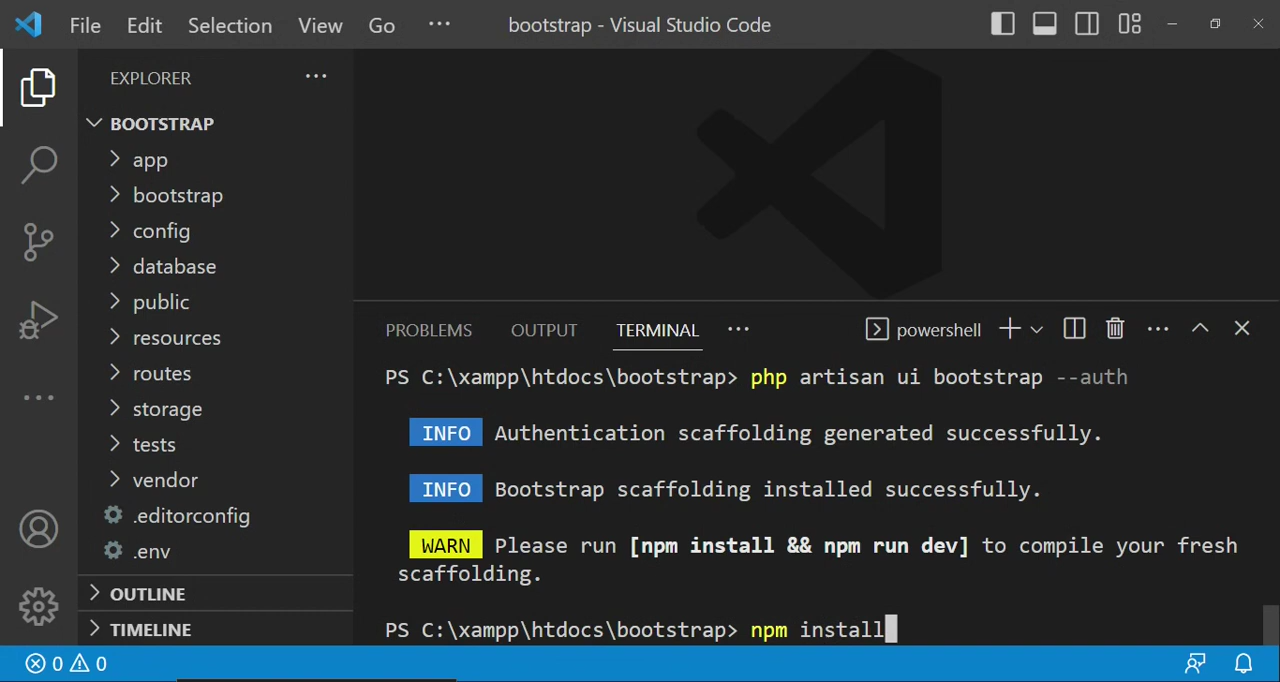 File Edit Selection View Go ··· bootstrap - Visual Studio Code
EXPLORER ···
BOOTSTRAP
app
bootstrap
config
database
public
resources
routes
storage
tests
vendor
.editorconfig
.env
OUTLINE
TIMELINE
PROBLEMS OUTPUT TERMINAL ··· powershell
PS C:\xampp\htdocs\bootstrap> php artisan ui bootstrap --auth
INFO Authentication scaffolding generated successfully.
INFO Bootstrap scaffolding installed successfully.
WARN Please run [npm install && npm run dev] to compile your fresh
scaffolding.
PS C:\xampp\htdocs\bootstrap> npm install
0 0